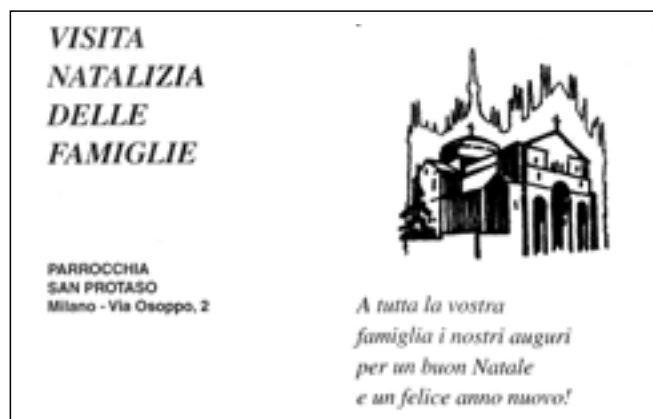 VISITA
NATALIZIA
DELLE
FAMIGLIE
PARROCCHIA
SAN PROTASO
Milano - Via Osoppo, 2
A tutta la vostra
famiglia i nostri auguri
per un buon Natale
e un felice anno nuovo!